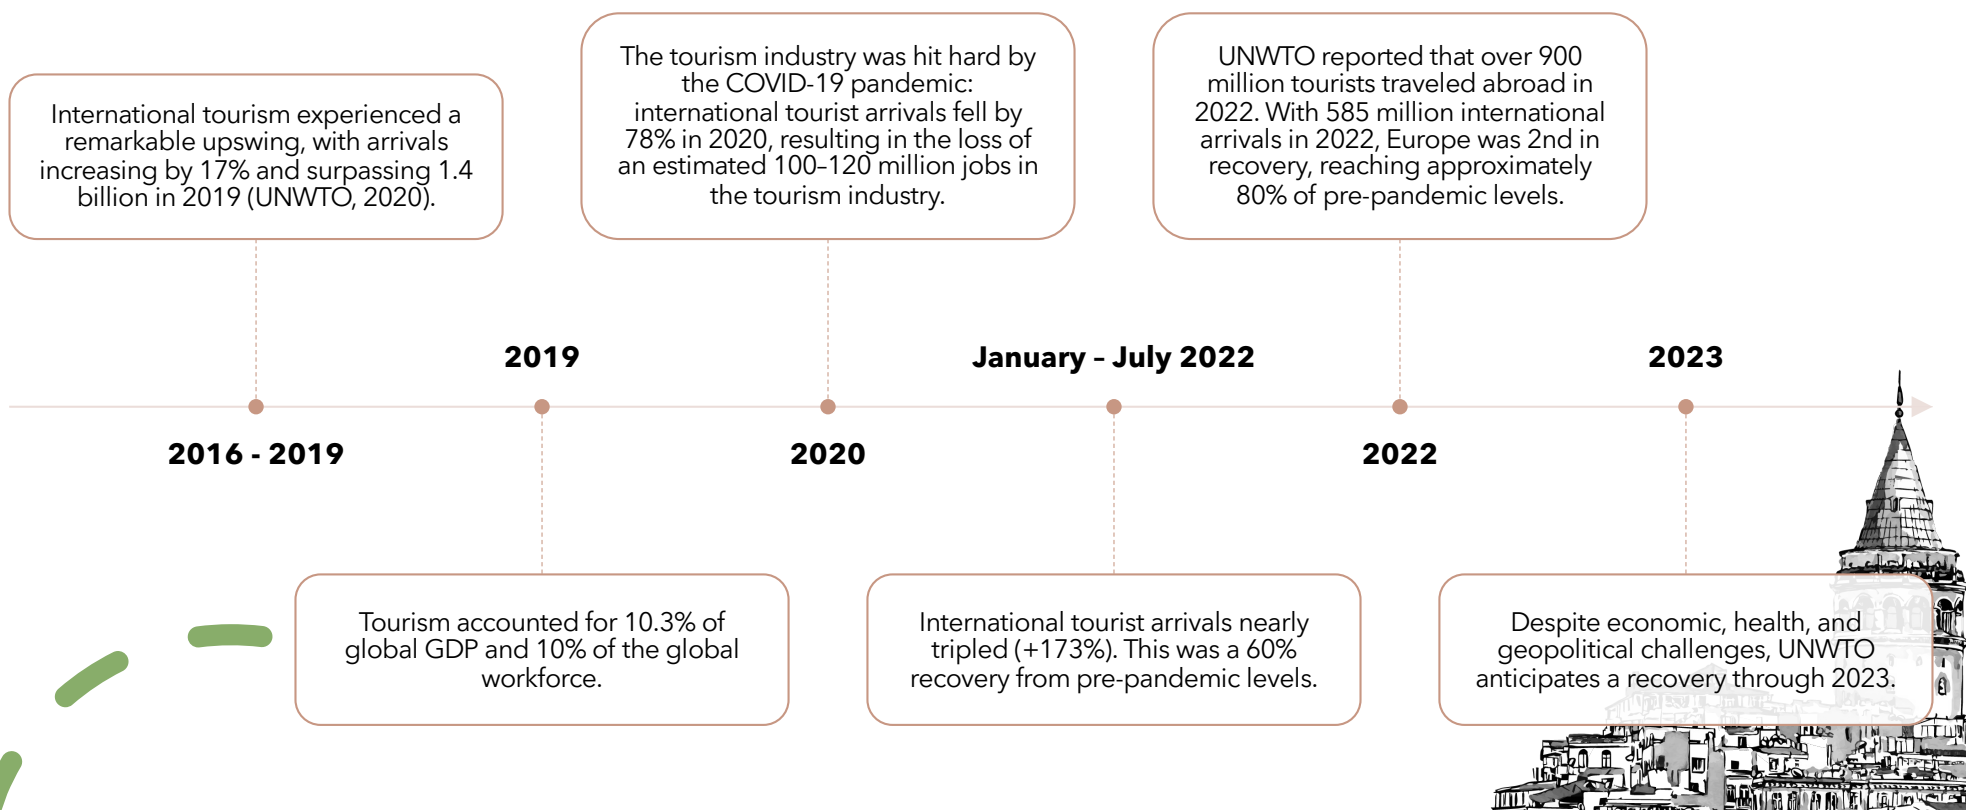 International tourism experienced a
remarkable upswing, with arrivals
increasing by 17% and surpassing 1.4
billion in 2019 (UNWTO, 2020).
The tourism industry was hit hard by
the COVID-19 pandemic:
international tourist arrivals fell by
78% in 2020, resulting in the loss of
an estimated 100–120 million jobs in
the tourism industry.
UNWTO reported that over 900
million tourists traveled abroad in
2022. With 585 million international
arrivals in 2022, Europe was 2nd in
recovery, reaching approximately
80% of pre-pandemic levels.
2019
January – July 2022
2023
2016 - 2019
2020
2022
Tourism accounted for 10.3% of
global GDP and 10% of the global
workforce.
International tourist arrivals nearly
tripled (+173%). This was a 60%
recovery from pre-pandemic levels.
Despite economic, health, and
geopolitical challenges, UNWTO
anticipates a recovery through 2023.